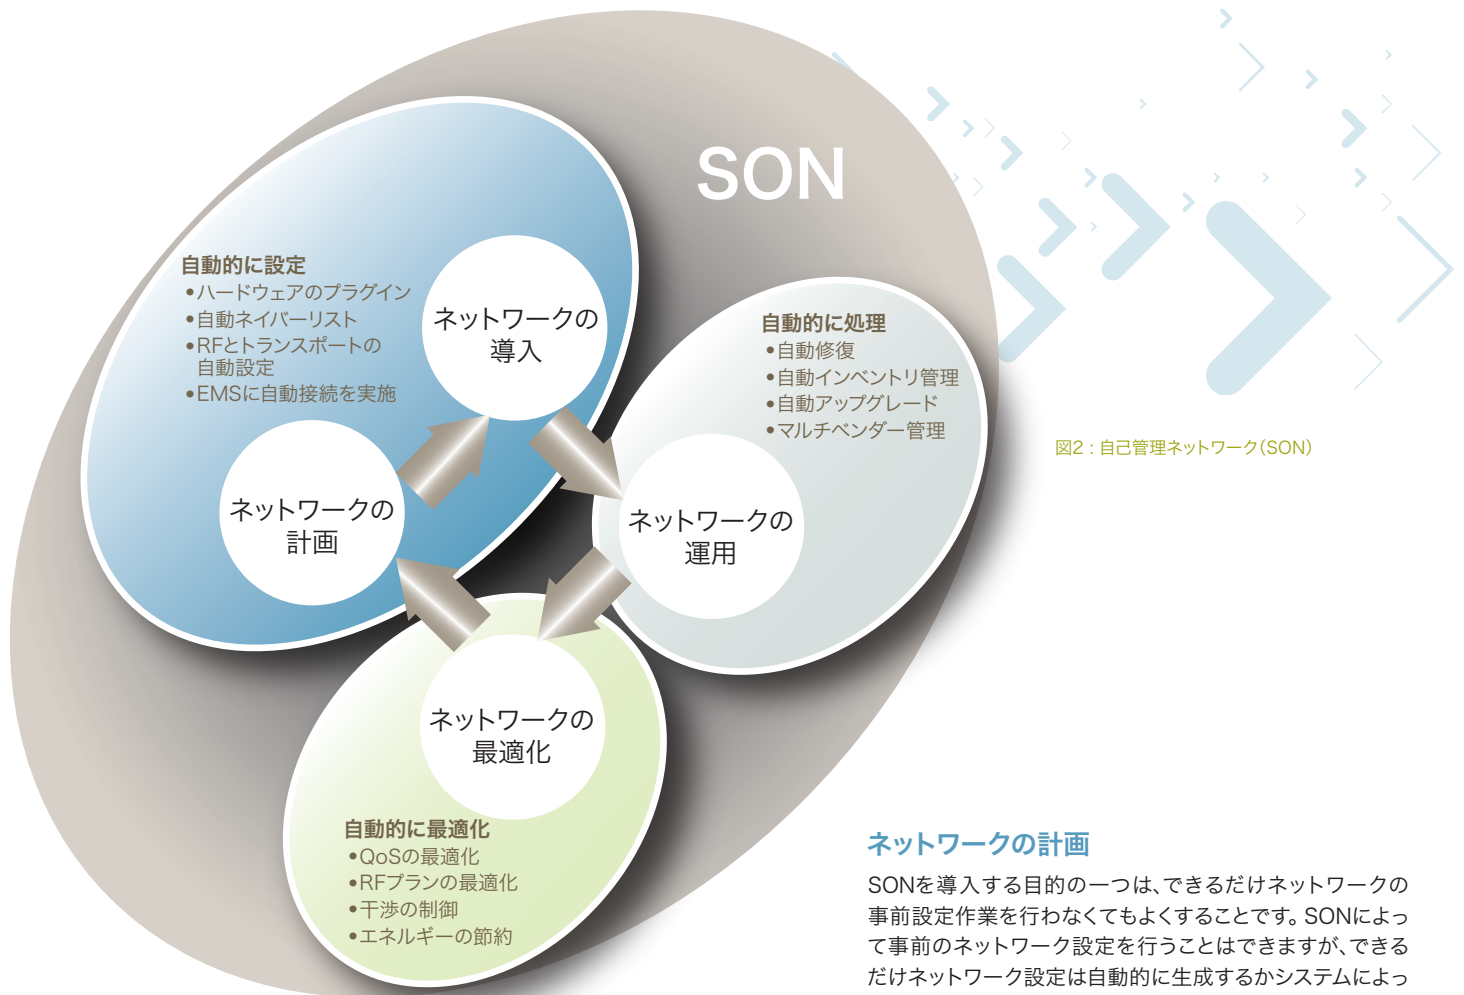 SON
自動的に設定
•ハードウェアのプラグイン
•自動ネイバーリスト
•RFとトランスポートの
自動設定
•EMSに自動接続を実施
ネットワークの
導入
ネットワークの
計画
自動的に処理
•自動修復
•自動インベントリ管理
•自動アップグレード
•マルチベンダー管理
ネットワークの
運用
ネットワークの
最適化
自動的に最適化
•QoSの最適化
•RFプランの最適化
•干渉の制御
•エネルギーの節約
図2：自己管理ネットワーク（SON）
ネットワークの計画
SONを導入する目的の一つは、できるだけネットワークの
事前設定作業を行わなくてもよくすることです。SONによっ
て事前のネットワーク設定を行うことはできますが、できる
だけネットワーク設定は自動的に生成するかシステムによっ